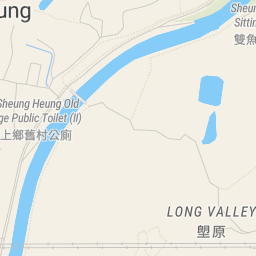 ung
Sheu
Sittin
雙魚
Sheung Heung Old
ge Public Toilet (II)
上鄉舊村公廁
LONG VALLEY
塱原